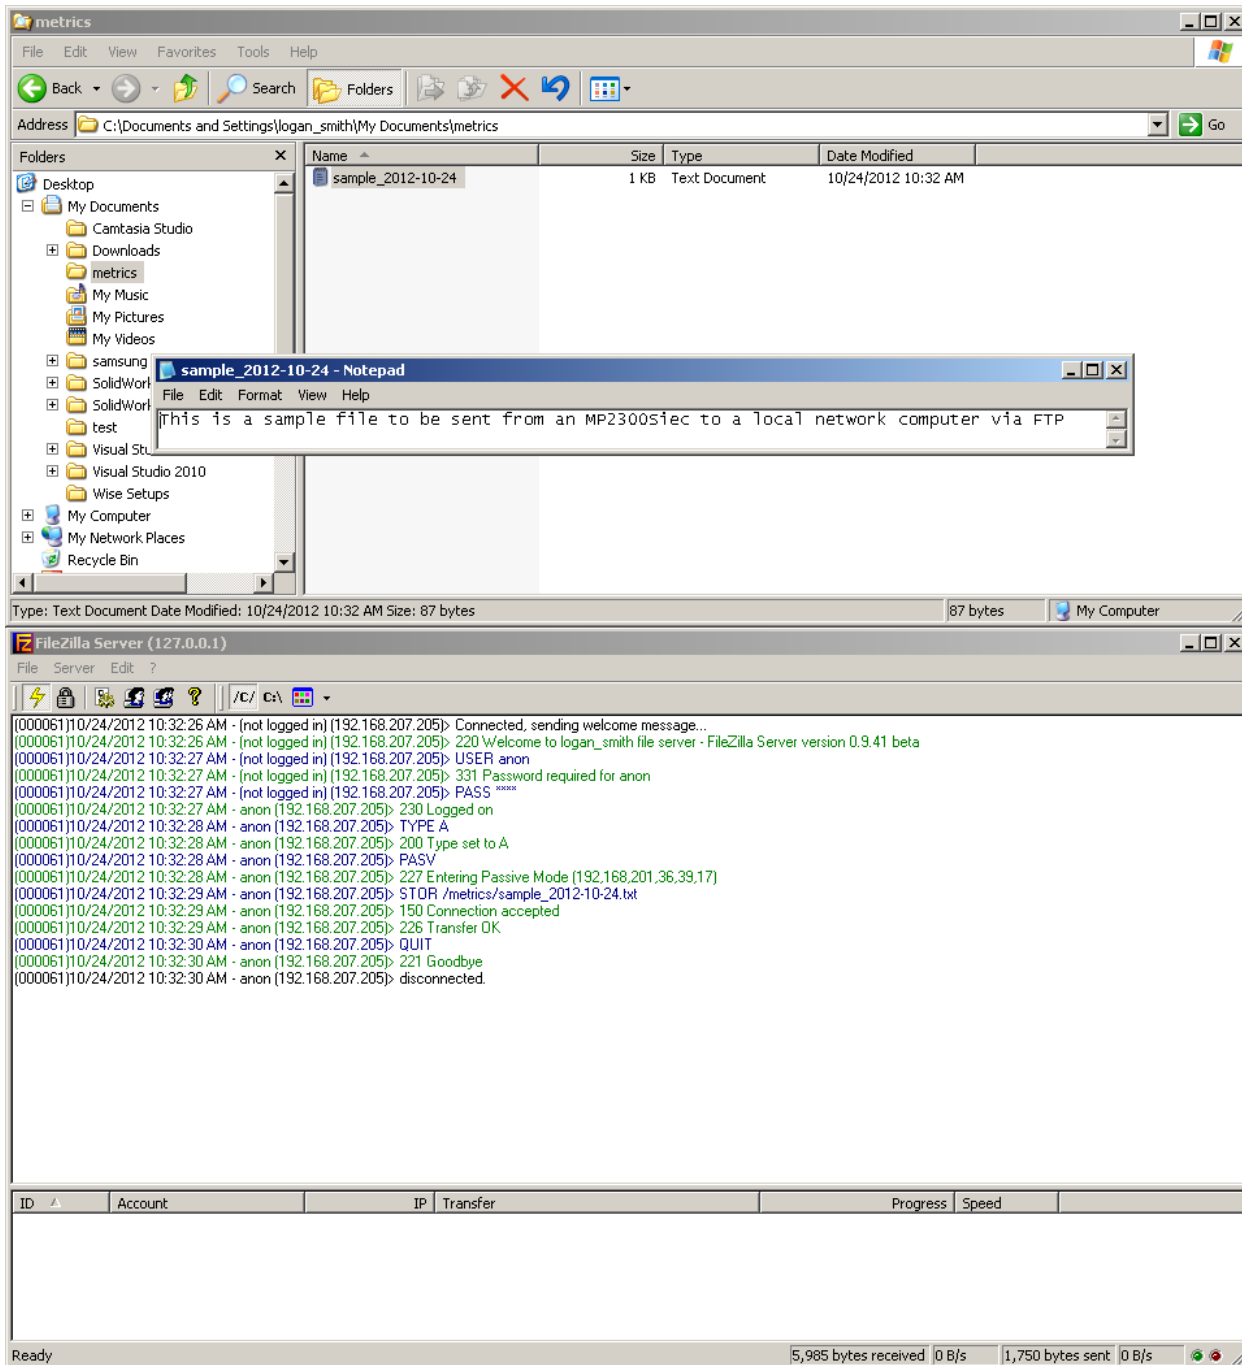 metrics
File Edit View Favorites Tools Help
Back Search Folders
Address C:\Documents and Settings\logan_smith\My Documents\metrics Go
Folders
Name Size Type Date Modified
sample_2012-10-24 1 KB Text Document 10/24/2012 10:32 AM
Desktop
My Documents
Camtasia Studio
Downloads
metrics
My Music
My Pictures
My Videos
samsung
SolidWork
SolidWork
test
Visual Stu
Visual Studio 2010
Wise Setups
My Computer
My Network Places
Recycle Bin
sample_2012-10-24 - Notepad
File Edit Format View Help
This is a sample file to be sent from an MP2300Siec to a local network computer via FTP
Type: Text Document Date Modified: 10/24/2012 10:32 AM Size: 87 bytes 87 bytes My Computer
FileZilla Server (127.0.0.1)
File Server Edit ?
/C/ C:\
(000061)10/24/2012 10:32:26 AM - (not logged in) (192.168.207.205)> Connected, sending welcome message...
(000061)10/24/2012 10:32:26 AM - (not logged in) (192.168.207.205)> 220 Welcome to logan_smith file server - FileZilla Server version 0.9.41 beta
(000061)10/24/2012 10:32:27 AM - (not logged in) (192.168.207.205)> USER anon
(000061)10/24/2012 10:32:27 AM - (not logged in) (192.168.207.205)> 331 Password required for anon
(000061)10/24/2012 10:32:27 AM - (not logged in) (192.168.207.205)> PASS ****
(000061)10/24/2012 10:32:27 AM - anon (192.168.207.205)> 230 Logged on
(000061)10/24/2012 10:32:28 AM - anon (192.168.207.205)> TYPE A
(000061)10/24/2012 10:32:28 AM - anon (192.168.207.205)> 200 Type set to A
(000061)10/24/2012 10:32:28 AM - anon (192.168.207.205)> PASV
(000061)10/24/2012 10:32:28 AM - anon (192.168.207.205)> 227 Entering Passive Mode (192,168,201,36,39,17)
(000061)10/24/2012 10:32:29 AM - anon (192.168.207.205)> STOR /metrics/sample_2012-10-24.txt
(000061)10/24/2012 10:32:29 AM - anon (192.168.207.205)> 150 Connection accepted
(000061)10/24/2012 10:32:29 AM - anon (192.168.207.205)> 226 Transfer OK
(000061)10/24/2012 10:32:30 AM - anon (192.168.207.205)> QUIT
(000061)10/24/2012 10:32:30 AM - anon (192.168.207.205)> 221 Goodbye
(000061)10/24/2012 10:32:30 AM - anon (192.168.207.205)> disconnected.
ID Account IP Transfer Progress Speed
Ready 5,985 bytes received 0 B/s 1,750 bytes sent 0 B/s